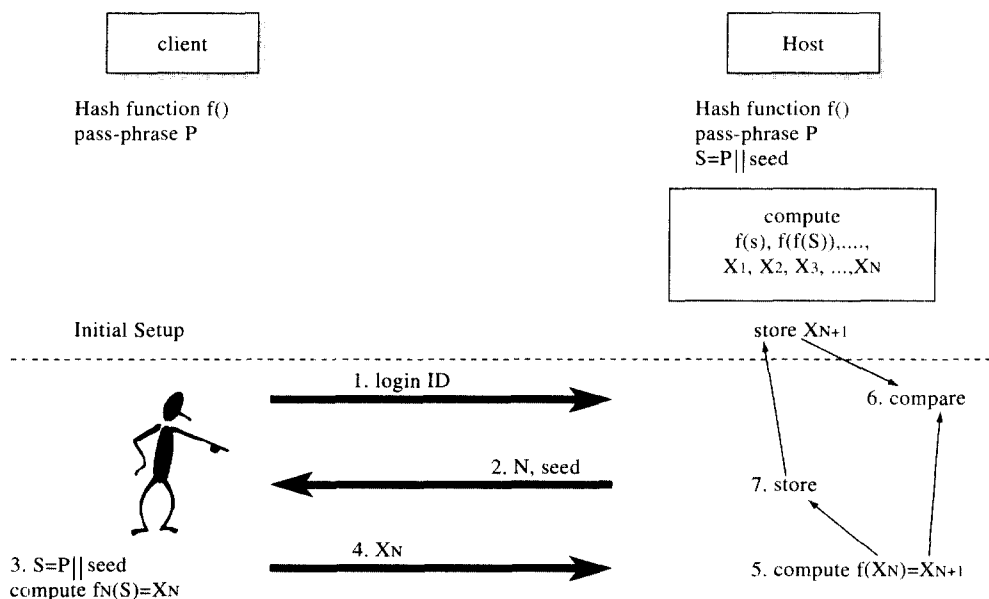 client
Host
Hash function f()
pass-phrase P
Hash function f()
pass-phrase P
S=P||seed
compute
f(s), f(f(S)),....,
X1, X2, X3, ...,XN
Initial Setup
store XN+1
1. login ID
6. compare
2. N, seed
7. store
4. XN
3. S=P||seed
compute fN(S)=XN
5. compute f(XN)=XN+1